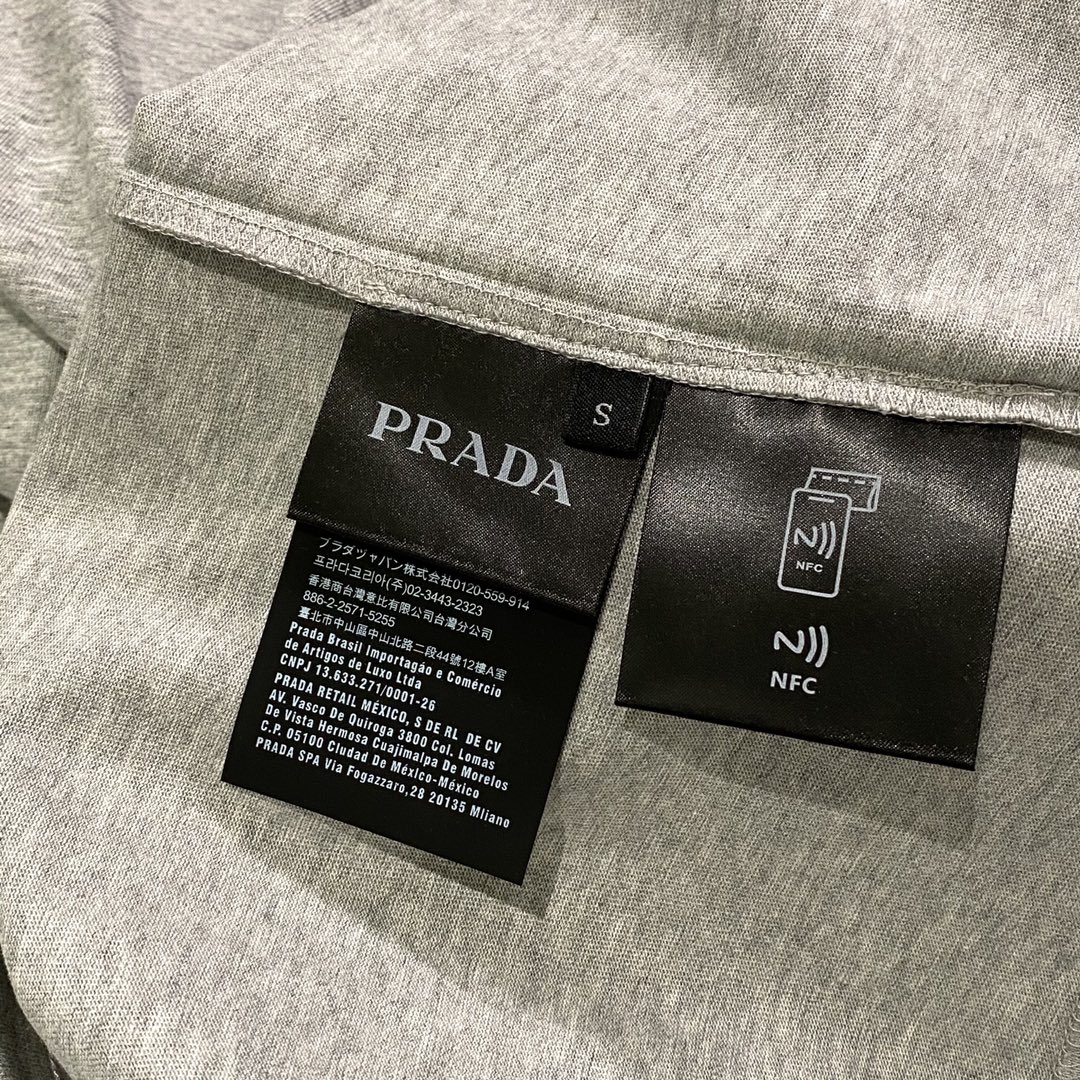 PRADA
S
プラダジャパン株式会社0120-559-914
프라다코리아(주)02-3443-2323
香港商台灣意比有限公司台灣分公司
886-2-2571-5255
臺北市中山區中山北路二段44號12樓A室
Prada Brasil Importagáo e Comércio
de Artigos de Luxo Ltda
CNPJ 13.633.271/0001-26
PRADA RETAIL MÉXICO, S DE RL DE CV
AV. Vasco De Quiroga 3800 Col. Lomas
De Vista Hermosa Cuajimalpa De Morelos
C.P. 05100 Ciudad De México-México
PRADA SPA Via Fogazzaro,28 20135 Mliano
NFC
NFC